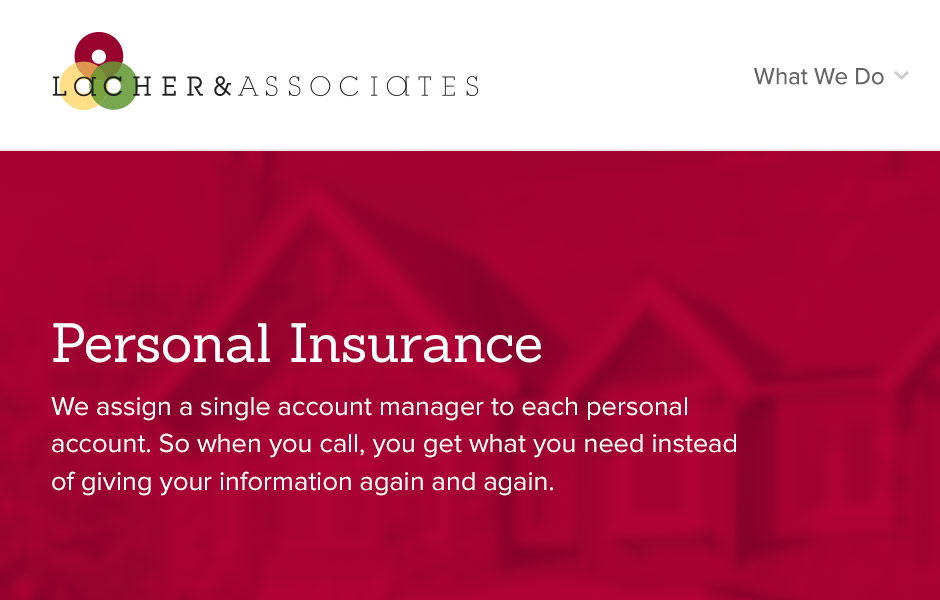 LaCHER&ASSOCIaTES
What We Do
Personal Insurance
We assign a single account manager to each personal
account. So when you call, you get what you need instead
of giving your information again and again.